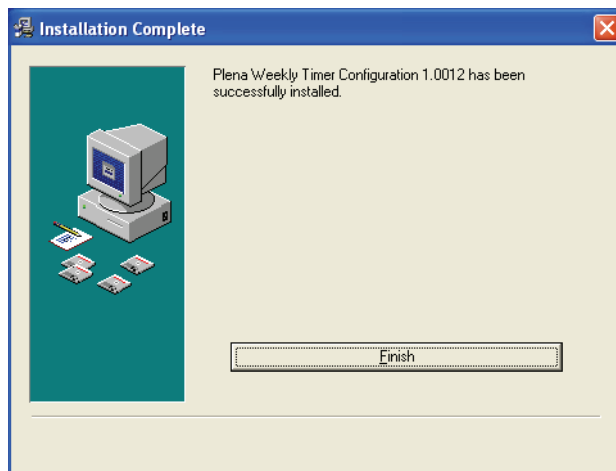 Installation Complete
Plena Weekly Timer Configuration 1.0012 has been
successfully installed.
Finish